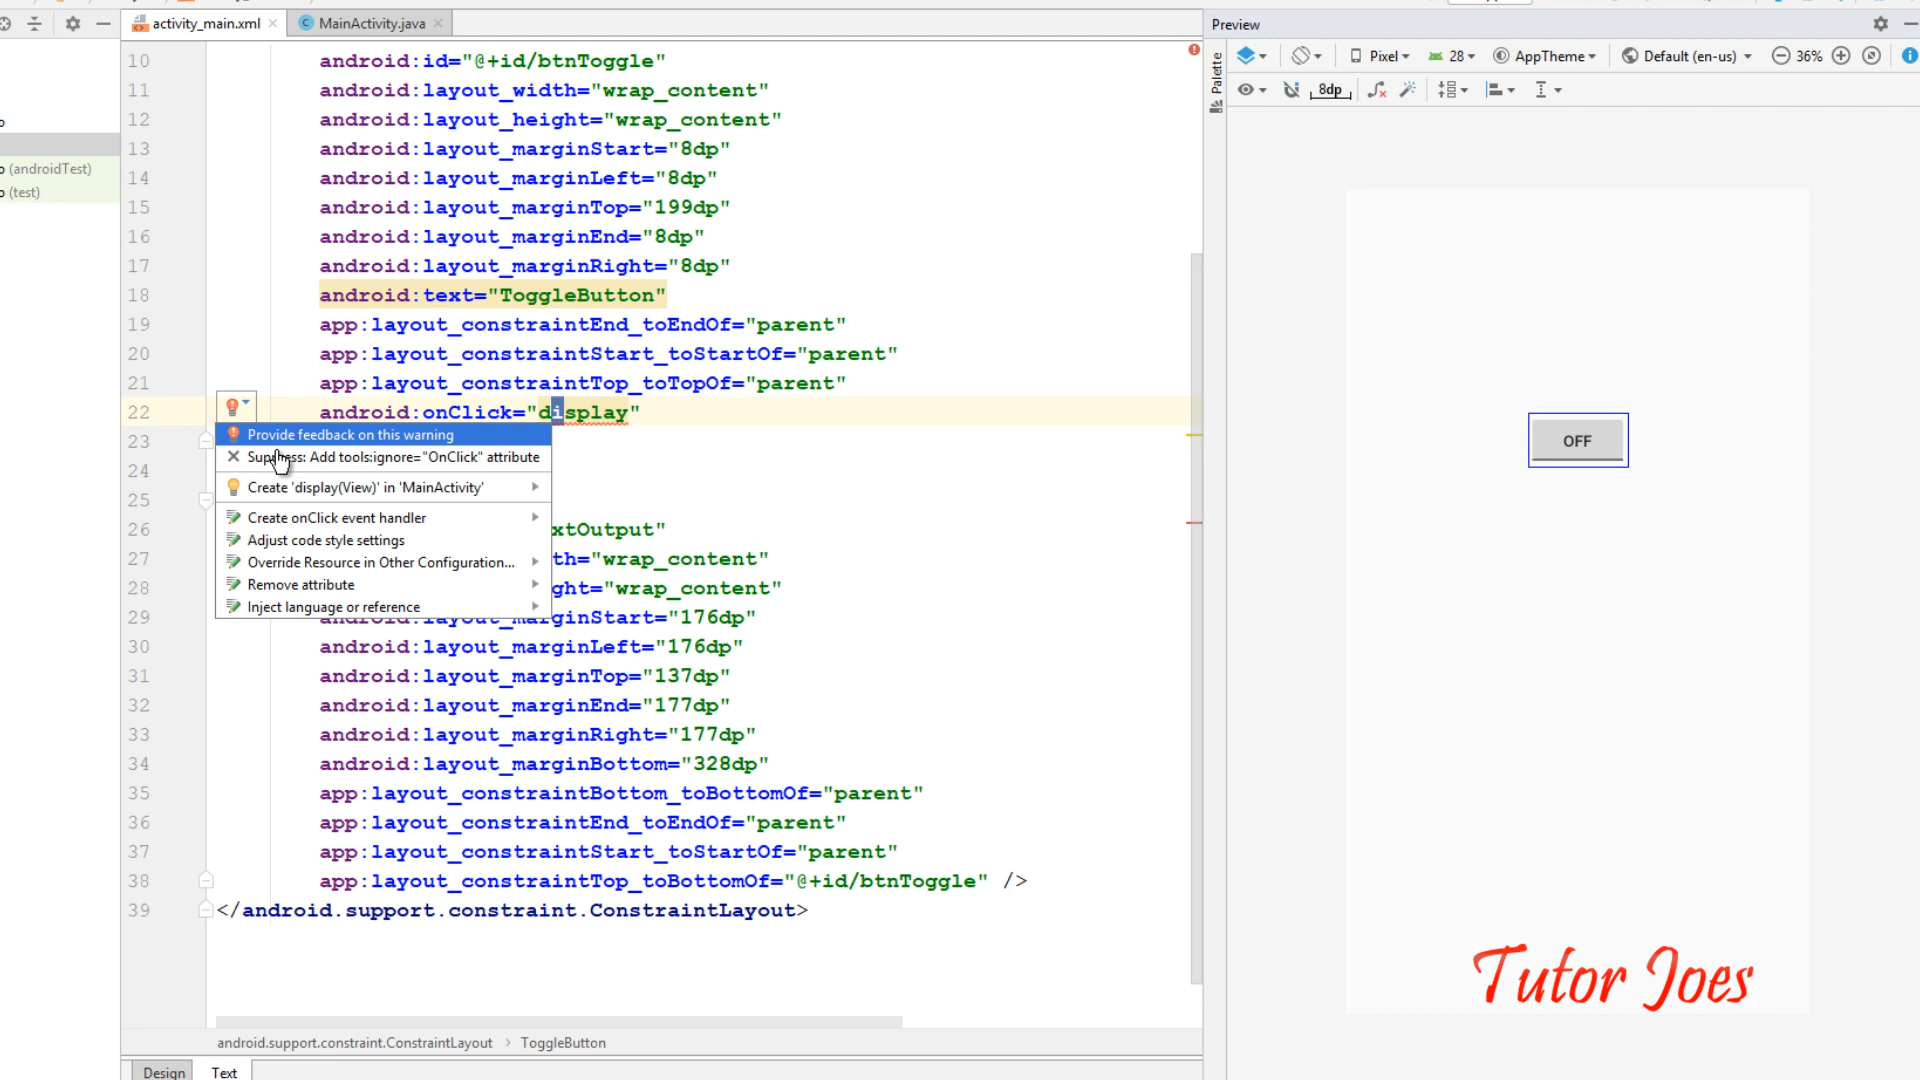 activity_main.xml
MainActivity.java
(androidTest)
(test)
10 android:id="@+id/btnToggle"
11 android:layout_width="wrap_content"
12 android:layout_height="wrap_content"
13 android:layout_marginStart="8dp"
14 android:layout_marginLeft="8dp"
15 android:layout_marginTop="199dp"
16 android:layout_marginEnd="8dp"
17 android:layout_marginRight="8dp"
18 android:text="ToggleButton"
19 app:layout_constraintEnd_toEndOf="parent"
20 app:layout_constraintStart_toStartOf="parent"
21 app:layout_constraintTop_toTopOf="parent"
22 android:onClick="display"
23
24
25
Provide feedback on this warning
Suppress: Add tools:ignore="OnClick" attribute
Create 'display(View)' in 'MainActivity'
Create onClick event handler
Adjust code style settings
Override Resource in Other Configuration...
Remove attribute
Inject language or reference
26 xtOutput"
27 th="wrap_content"
28 ght="wrap_content"
29 android:layout_marginStart="176dp"
30 android:layout_marginLeft="176dp"
31 android:layout_marginTop="137dp"
32 android:layout_marginEnd="177dp"
33 android:layout_marginRight="177dp"
34 android:layout_marginBottom="328dp"
35 app:layout_constraintBottom_toBottomOf="parent"
36 app:layout_constraintEnd_toEndOf="parent"
37 app:layout_constraintStart_toStartOf="parent"
38 app:layout_constraintTop_toBottomOf="@+id/btnToggle" />
39 </android.support.constraint.ConstraintLayout>
android.support.constraint.ConstraintLayout › ToggleButton
Design Text
Preview
Palette
Pixel 28 AppTheme Default (en-us) 36%
8dp
OFF
Tutor Joes